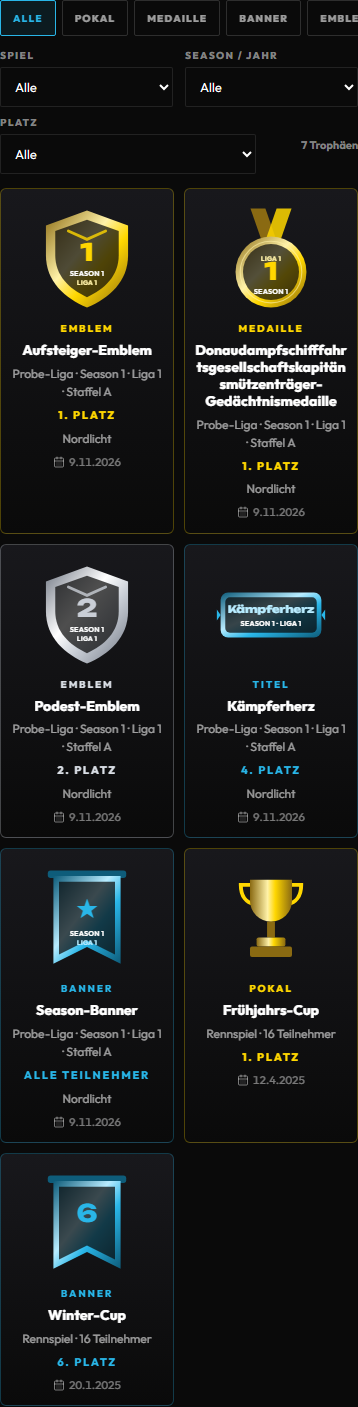 ALLE POKAL MEDAILLE BANNER EMBLE
SPIEL SEASON / JAHR
Alle Alle
PLATZ
Alle 7 Trophäen
1
SEASON 1
LIGA 1
EMBLEM
Aufsteiger-Emblem
Probe-Liga · Season 1 · Liga 1
· Staffel A
1. PLATZ
Nordlicht
9.11.2026
LIGA 1
1
SEASON 1
MEDAILLE
Donaudampfschifffahr
tsgesellschaftskapitän
smützenträger-
Gedächtnismedaille
Probe-Liga · Season 1 · Liga 1
· Staffel A
1. PLATZ
Nordlicht
9.11.2026
2
SEASON 1
LIGA 1
EMBLEM
Podest-Emblem
Probe-Liga · Season 1 · Liga 1
· Staffel A
2. PLATZ
Nordlicht
9.11.2026
Kämpferherz
SEASON 1 · LIGA 1
TITEL
Kämpferherz
Probe-Liga · Season 1 · Liga 1
· Staffel A
4. PLATZ
Nordlicht
9.11.2026
SEASON 1
LIGA 1
BANNER
Season-Banner
Probe-Liga · Season 1 · Liga 1
· Staffel A
ALLE TEILNEHMER
Nordlicht
9.11.2026
POKAL
Frühjahrs-Cup
Rennspiel · 16 Teilnehmer
1. PLATZ
12.4.2025
6
BANNER
Winter-Cup
Rennspiel · 16 Teilnehmer
6. PLATZ
20.1.2025